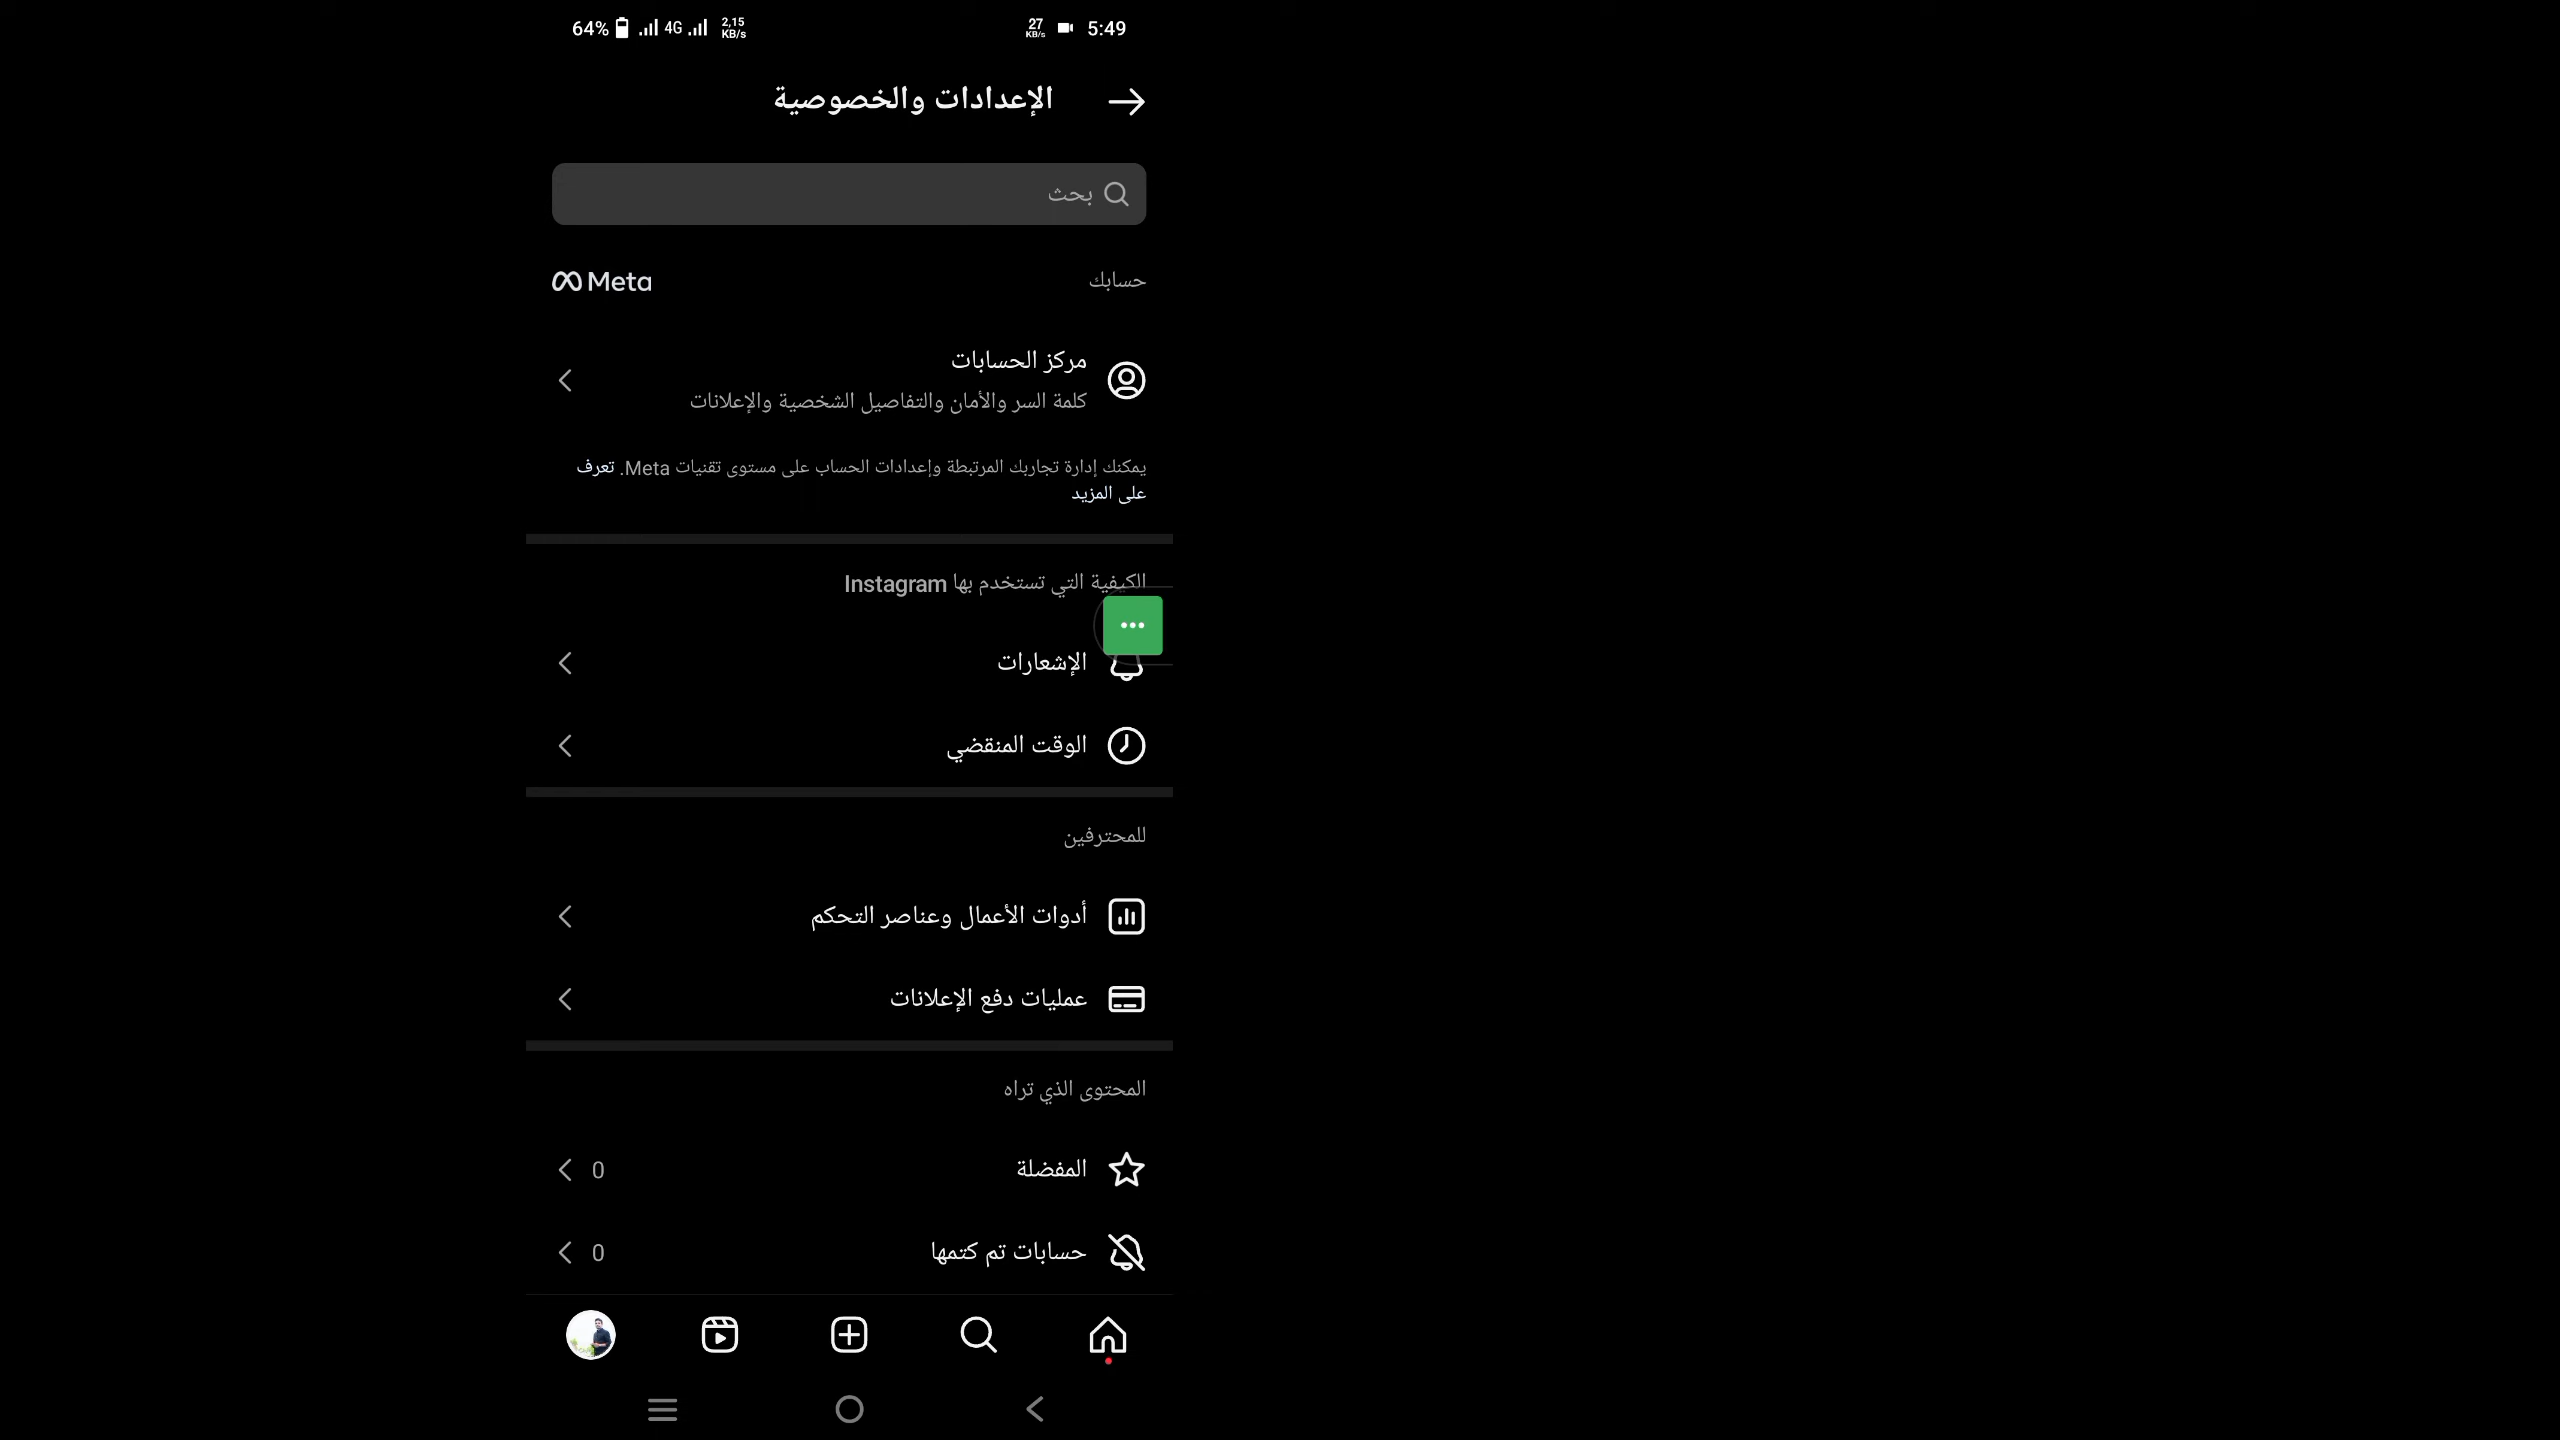 64% 4G 2,15 KB/s 27 KB/s 5:49
الإعدادات والخصوصية
بحث
حسابك
Meta
مركز الحسابات
كلمة السر والأمان والتفاصيل الشخصية والإعلانات
يمكنك إدارة تجاربك المرتبطة وإعدادات الحساب على مستوى تقنيات Meta. تعرف
على المزيد
الكيفية التي تستخدم بها Instagram
الإشعارات
الوقت المنقضي
للمحترفين
أدوات الأعمال وعناصر التحكم
عمليات دفع الإعلانات
المحتوى الذي تراه
المفضلة 0
حسابات تم كتمها 0